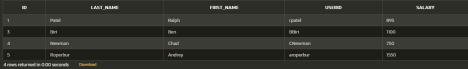 ID LAST_NAME FIRST_NAME USERID SALARY
1 Patel Ralph rpatel 895
3 Biri Ben BBiri 1100
4 Newman Chad CNewman 750
5 Ropeburr Audrey aropebur 1550
4 rows returned in 0.00 seconds Download